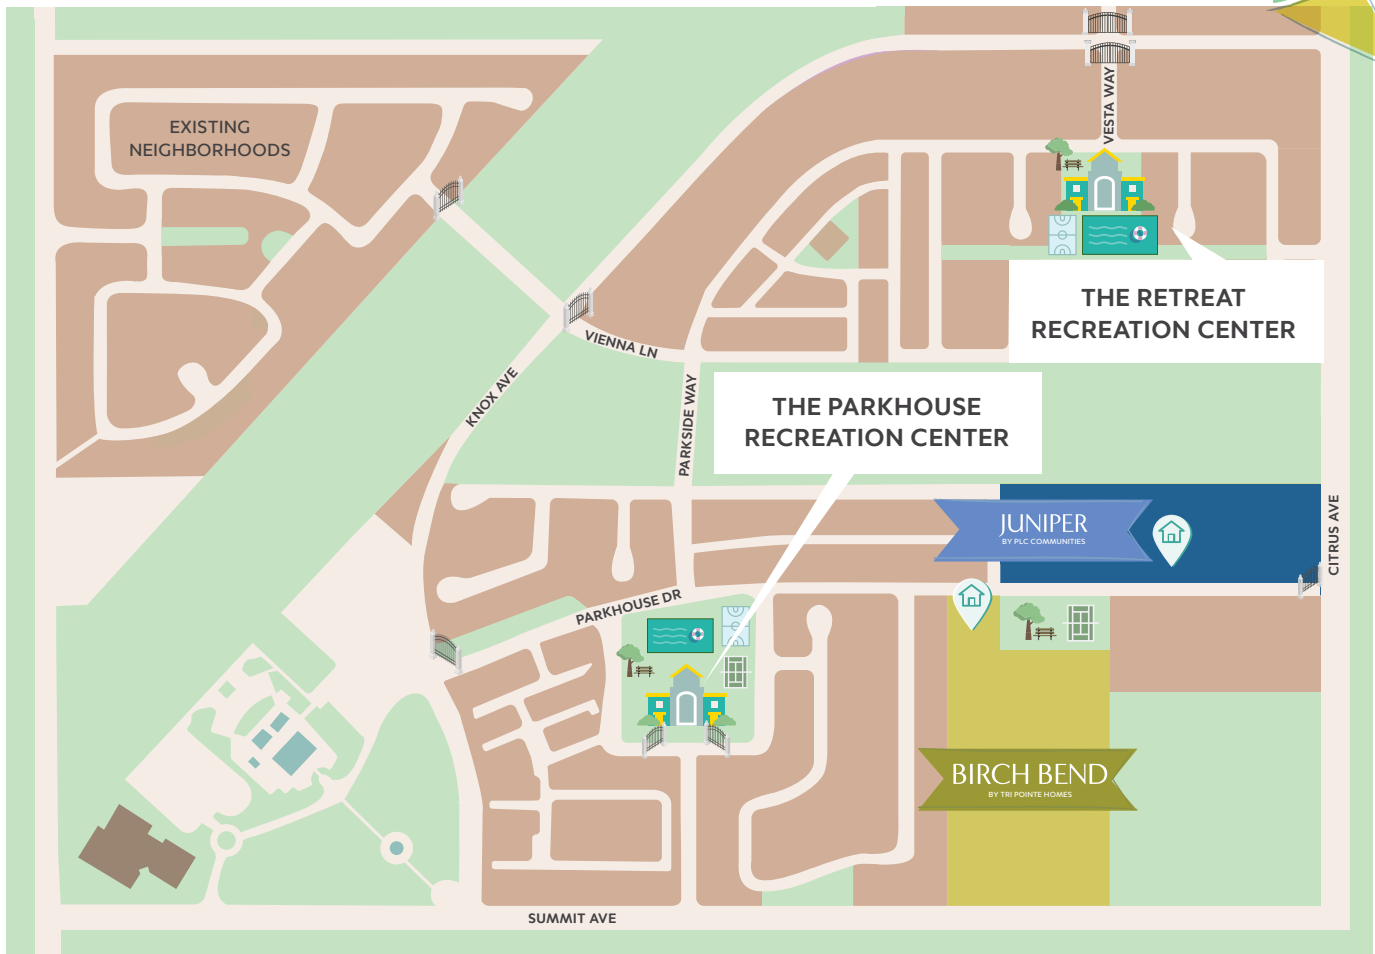 EXISTING
NEIGHBORHOODS
VESTA WAY
THE RETREAT
RECREATION CENTER
VIENNA LN
KNOX AVE
PARKSIDE WAY
THE PARKHOUSE
RECREATION CENTER
JUNIPER
BY PLC COMMUNITIES
CITRUS AVE
PARKHOUSE DR
BIRCH BEND
BY TRI POINTE HOMES
SUMMIT AVE